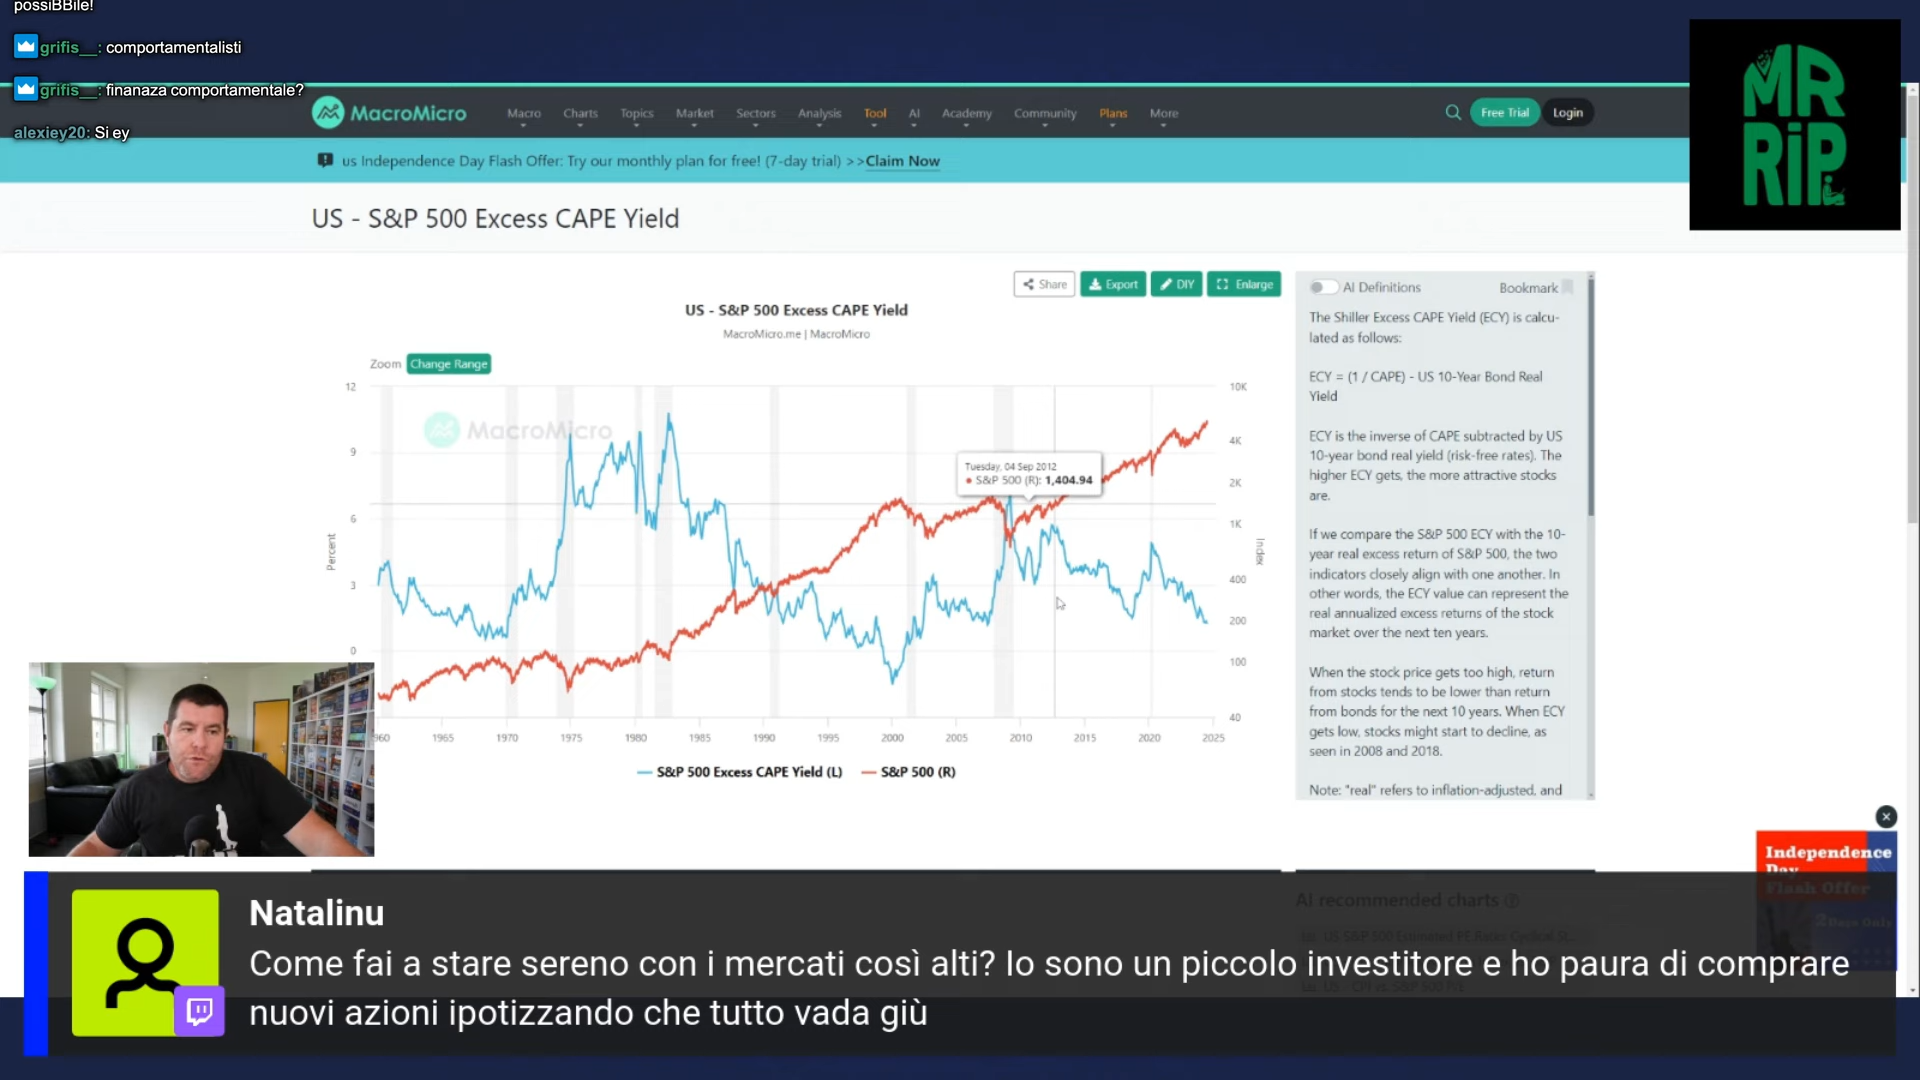 possiBBile!
grifis__: comportamentalisti
grifis__: finanaza comportamentale?
alexiey20: Si ey
MacroMicro
Macro
Charts
Topics
Market
Sectors
Analysis
Tool
AI
Academy
Community
Plans
More
Free Trial
Login
MR
RiP
us Independence Day Flash Offer: Try our monthly plan for free! (7-day trial) >>Claim Now
US - S&P 500 Excess CAPE Yield
Share
Export
DIY
Enlarge
US - S&P 500 Excess CAPE Yield
MacroMicro.me | MacroMicro
Zoom
Change Range
12
9
6
3
0
Percent
MacroMicro
Tuesday, 04 Sep 2012
S&P 500 (R): 1,404.94
10K
4K
2K
1K
400
200
100
40
Index
960
1965
1970
1975
1980
1985
1990
1995
2000
2005
2010
2015
2020
2025
S&P 500 Excess CAPE Yield (L)
S&P 500 (R)
AI Definitions
Bookmark
The Shiller Excess CAPE Yield (ECY) is calcu-
lated as follows:
ECY = (1 / CAPE) - US 10-Year Bond Real
Yield
ECY is the inverse of CAPE subtracted by US
10-year bond real yield (risk-free rates). The
higher ECY gets, the more attractive stocks
are.
If we compare the S&P 500 ECY with the 10-
year real excess return of S&P 500, the two
indicators closely align with one another. In
other words, the ECY value can represent the
real annualized excess returns of the stock
market over the next ten years.
When the stock price gets too high, return
from stocks tends to be lower than return
from bonds for the next 10 years. When ECY
gets low, stocks might start to decline, as
seen in 2008 and 2018.
Note: "real" refers to inflation-adjusted, and
Independence
Day
Flash Offer
2 Days Only
AI recommended charts
Natalinu
Come fai a stare sereno con i mercati così alti? Io sono un piccolo investitore e ho paura di comprare
nuovi azioni ipotizzando che tutto vada giù